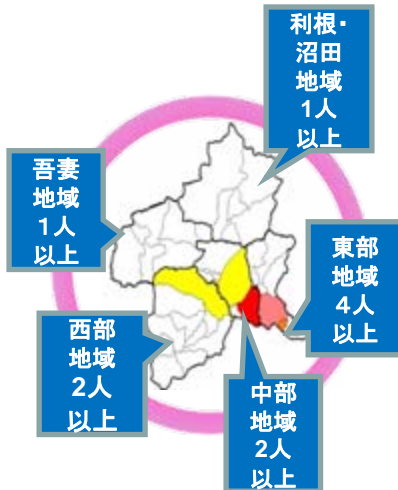 利根・
沼田
地域
1人
以上
吾妻
地域
1人
以上
東部
地域
4人
以上
西部
地域
2人
以上
中部
地域
2人
以上